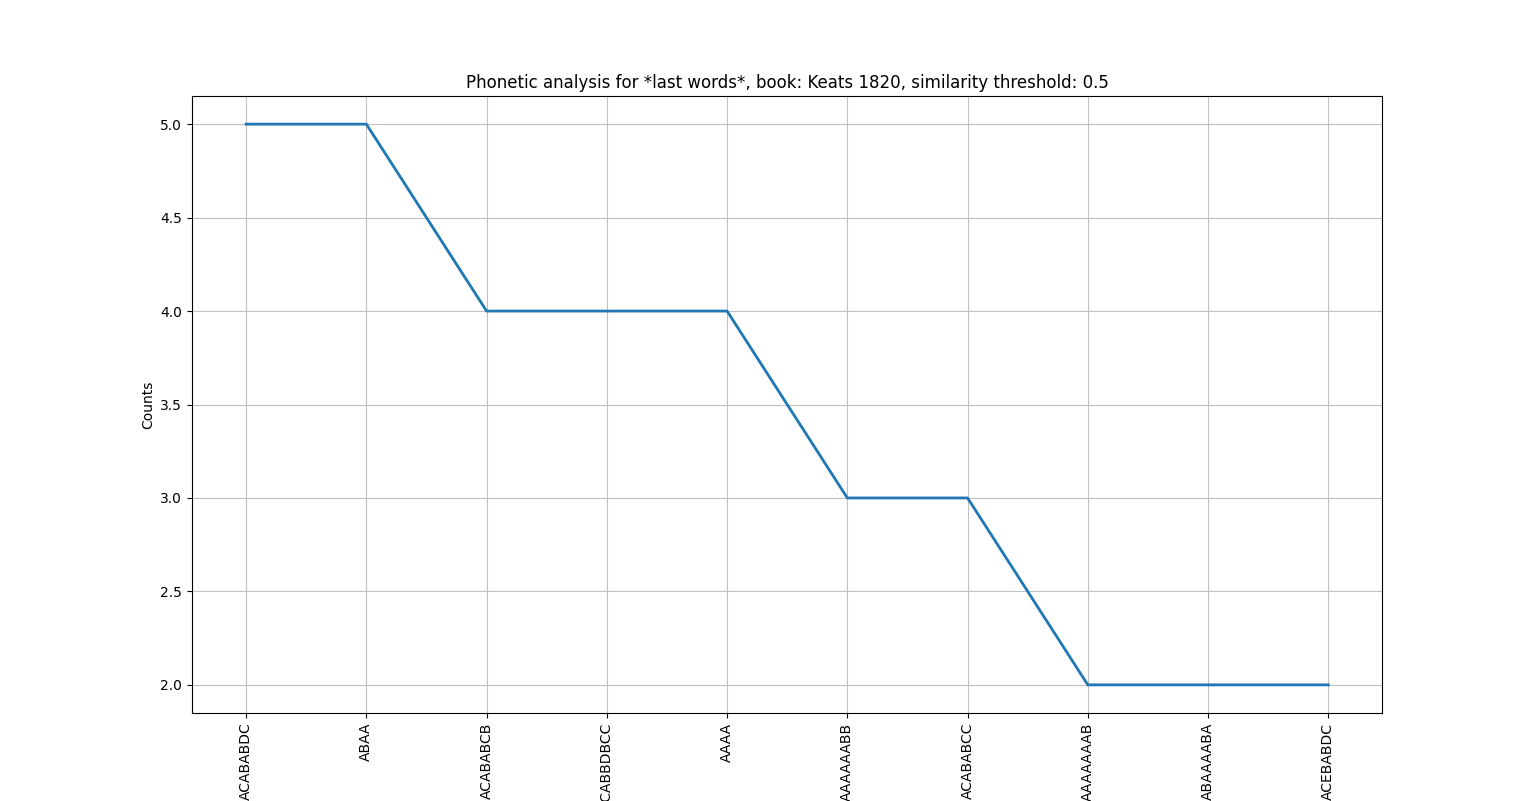 Phonetic analysis for *last words*, book: Keats 1820, similarity threshold: 0.5
5.0
4.5
4.0
3.5
3.0
2.5
2.0
Counts
ACABABDC
ABAA
ACABABCB
CABBDBCC
AAAA
AAAAAABB
ACABABCC
AAAAAAAB
ABAAAABA
ACEBABDC